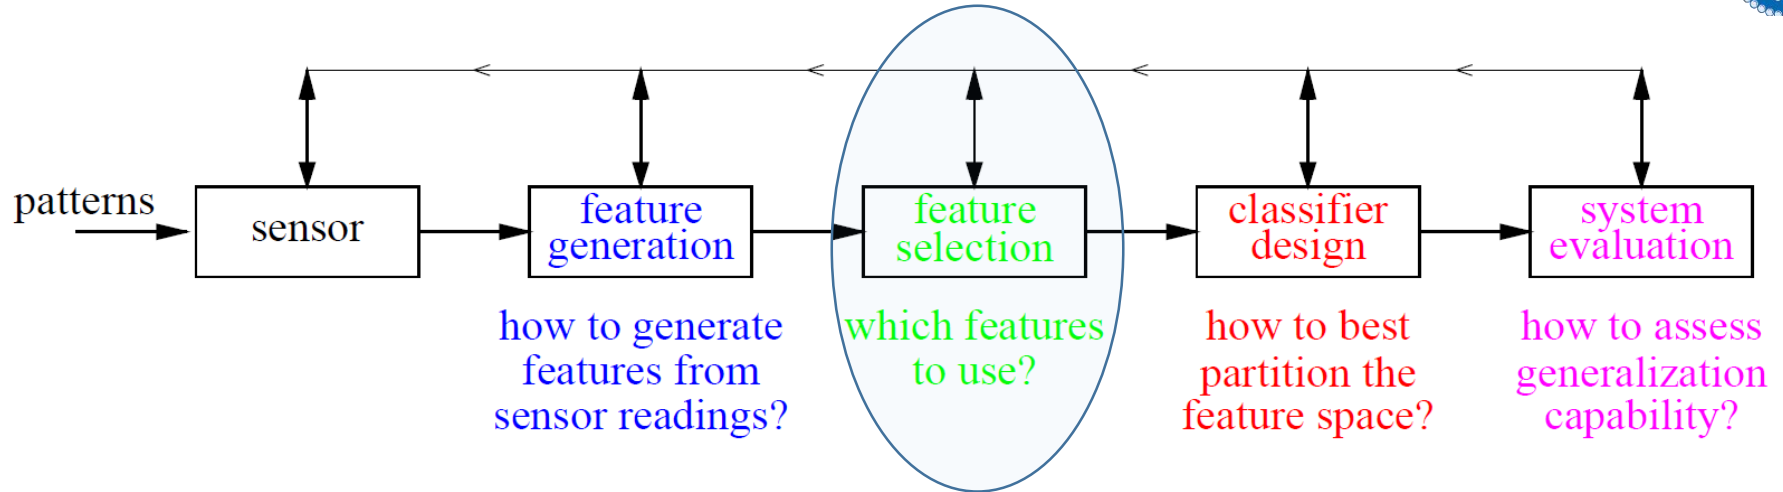 patterns
sensor
feature
generation
feature
selection
classifier
design
system
evaluation
how to generate
features from
sensor readings?
which features
to use?
how to best
partition the
feature space?
how to assess
generalization
capability?